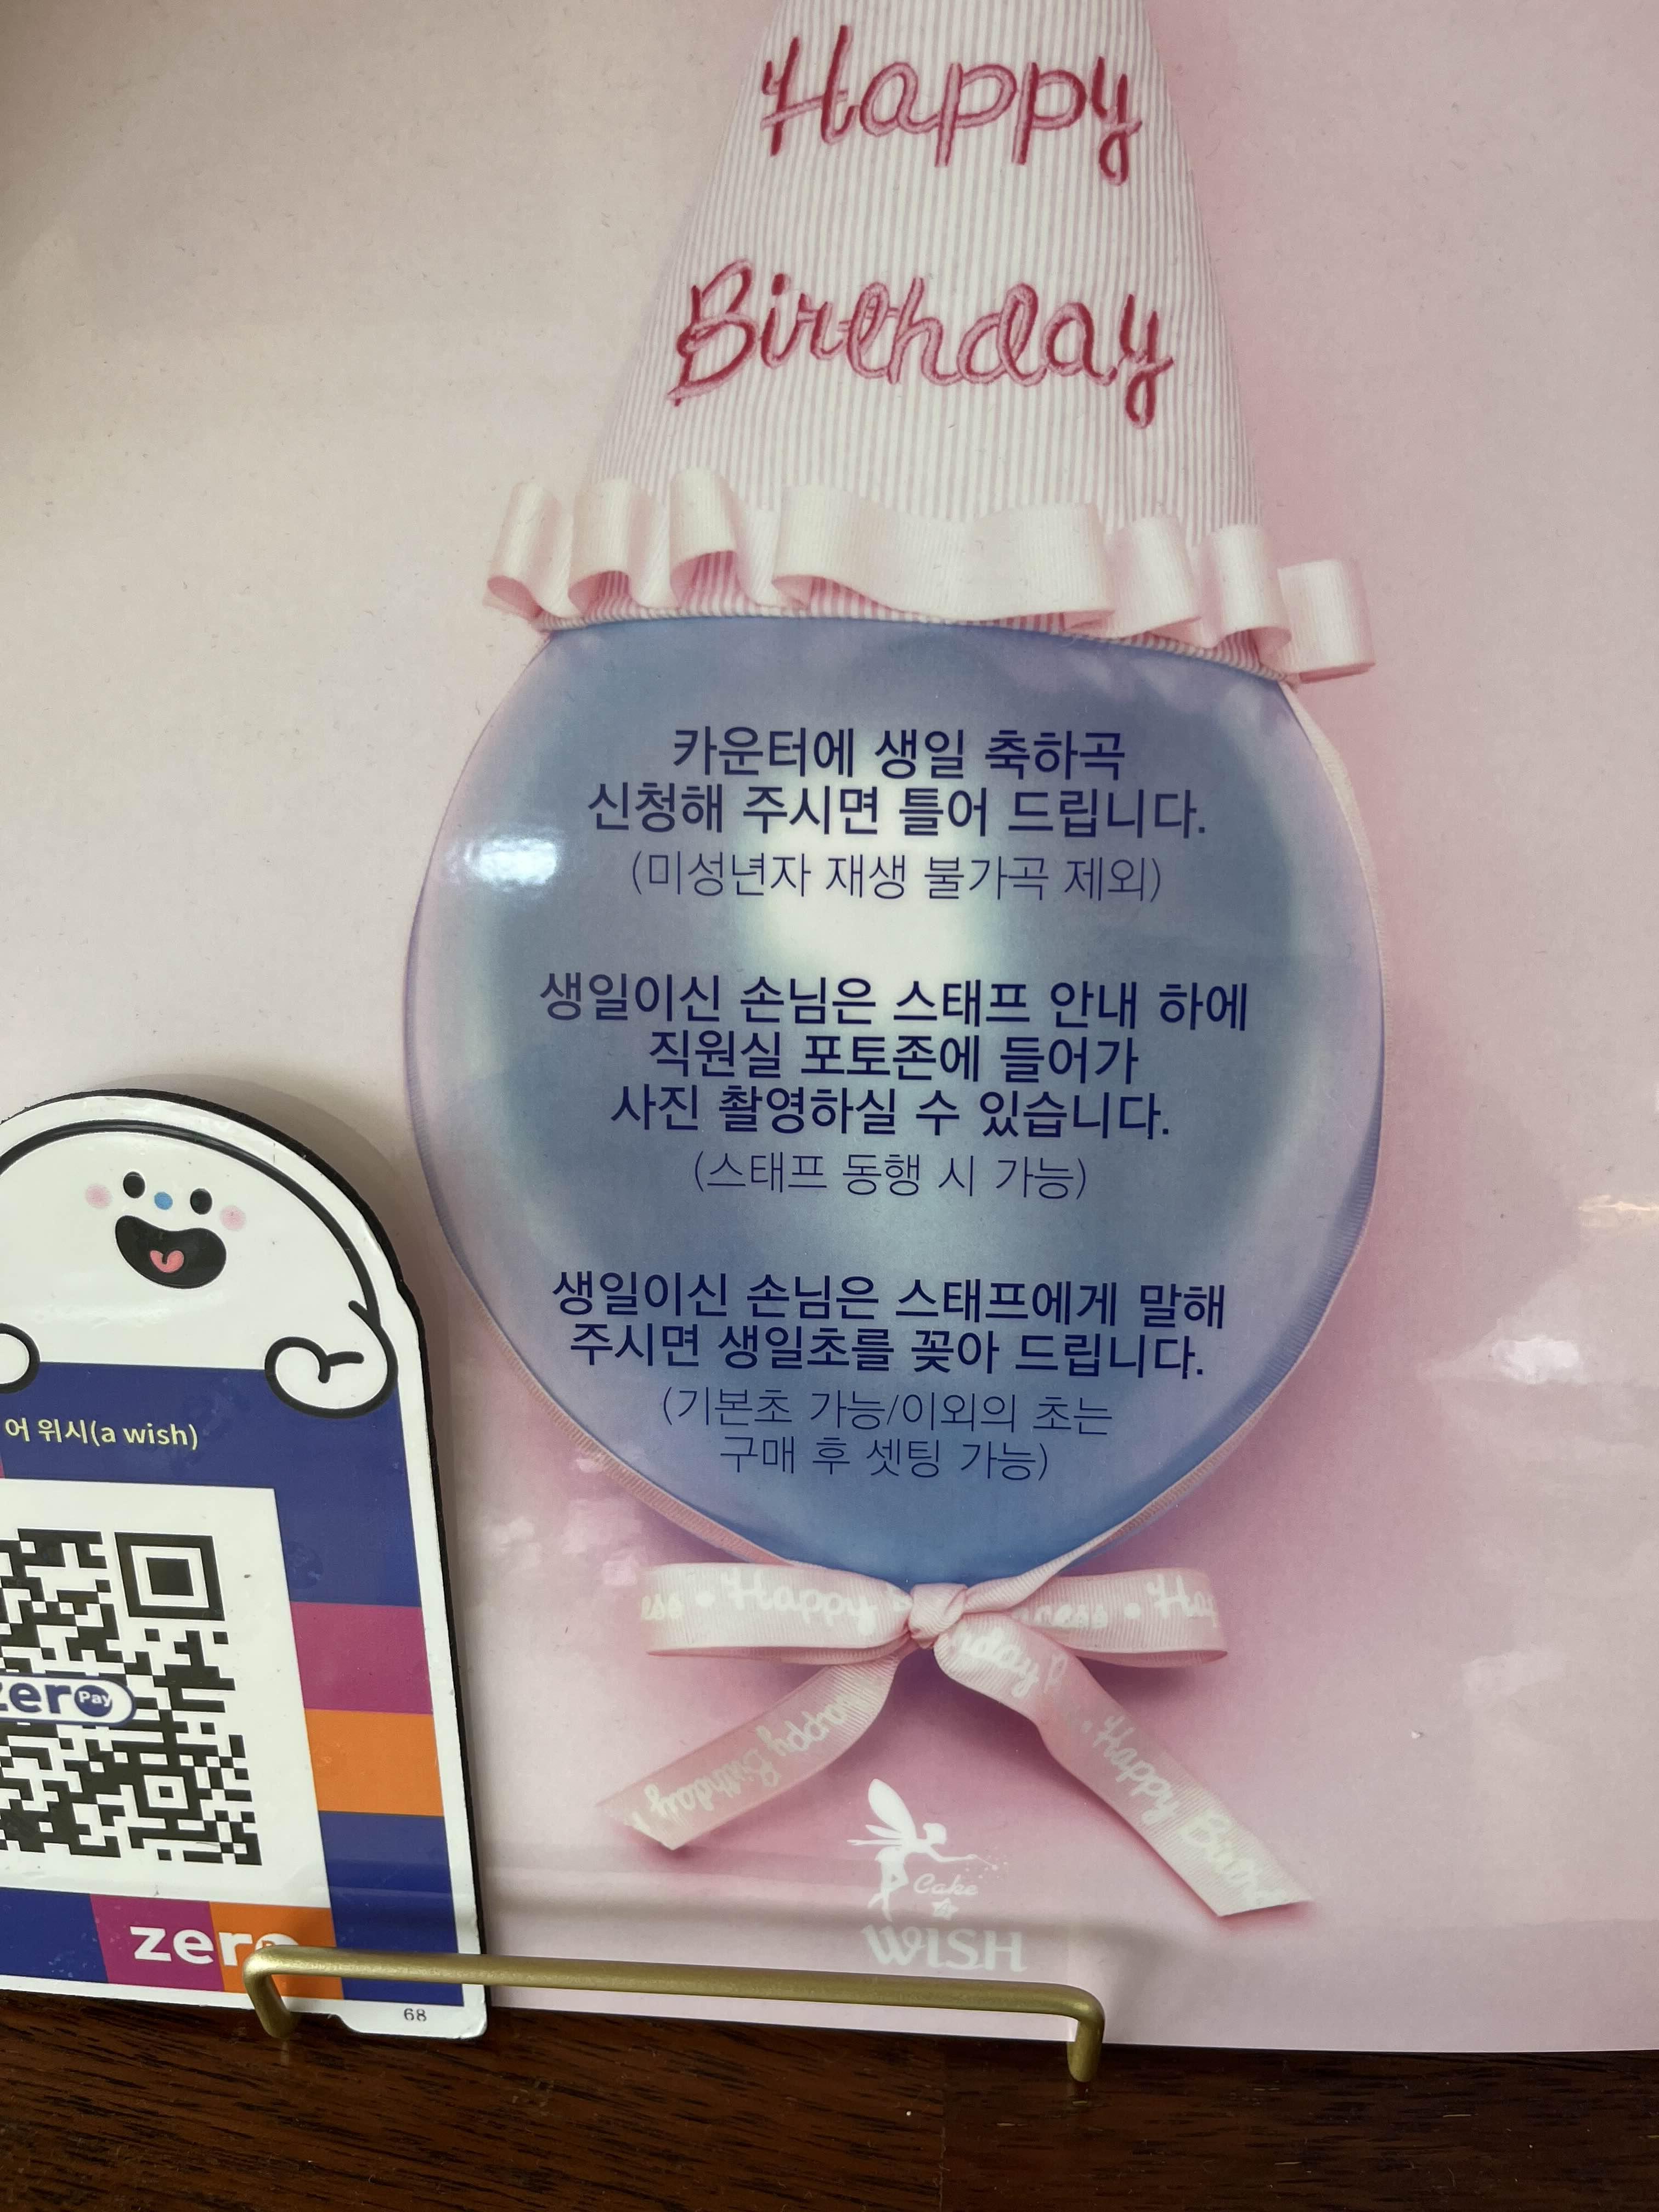 Happy
Birthday
카운터에 생일 축하곡
신청해 주시면 틀어 드립니다.
(미성년자 재생 불가곡 제외)
생일이신 손님은 스태프 안내 하에
직원실 포토존에 들어가
사진 촬영하실 수 있습니다.
(스태프 동행 시 가능)
생일이신 손님은 스태프에게 말해
주시면 생일초를 꽂아 드립니다.
(기본초 가능/이외의 초는
구매 후 셋팅 가능)
Happy
Happy Birthday
Happy
Cake
WISH
어 위시(a wish)
zero Pay
zero
68